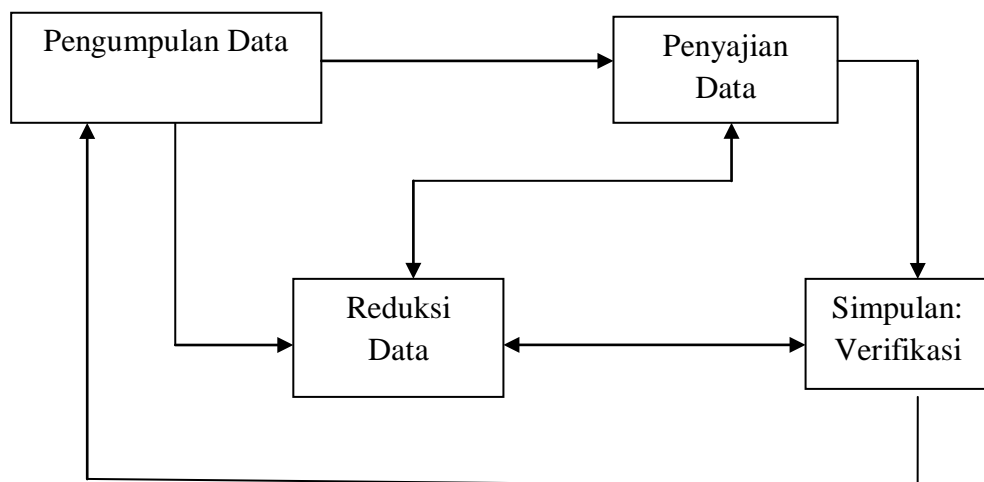 Pengumpulan Data
Penyajian
Data
Reduksi
Data
Simpulan:
Verifikasi